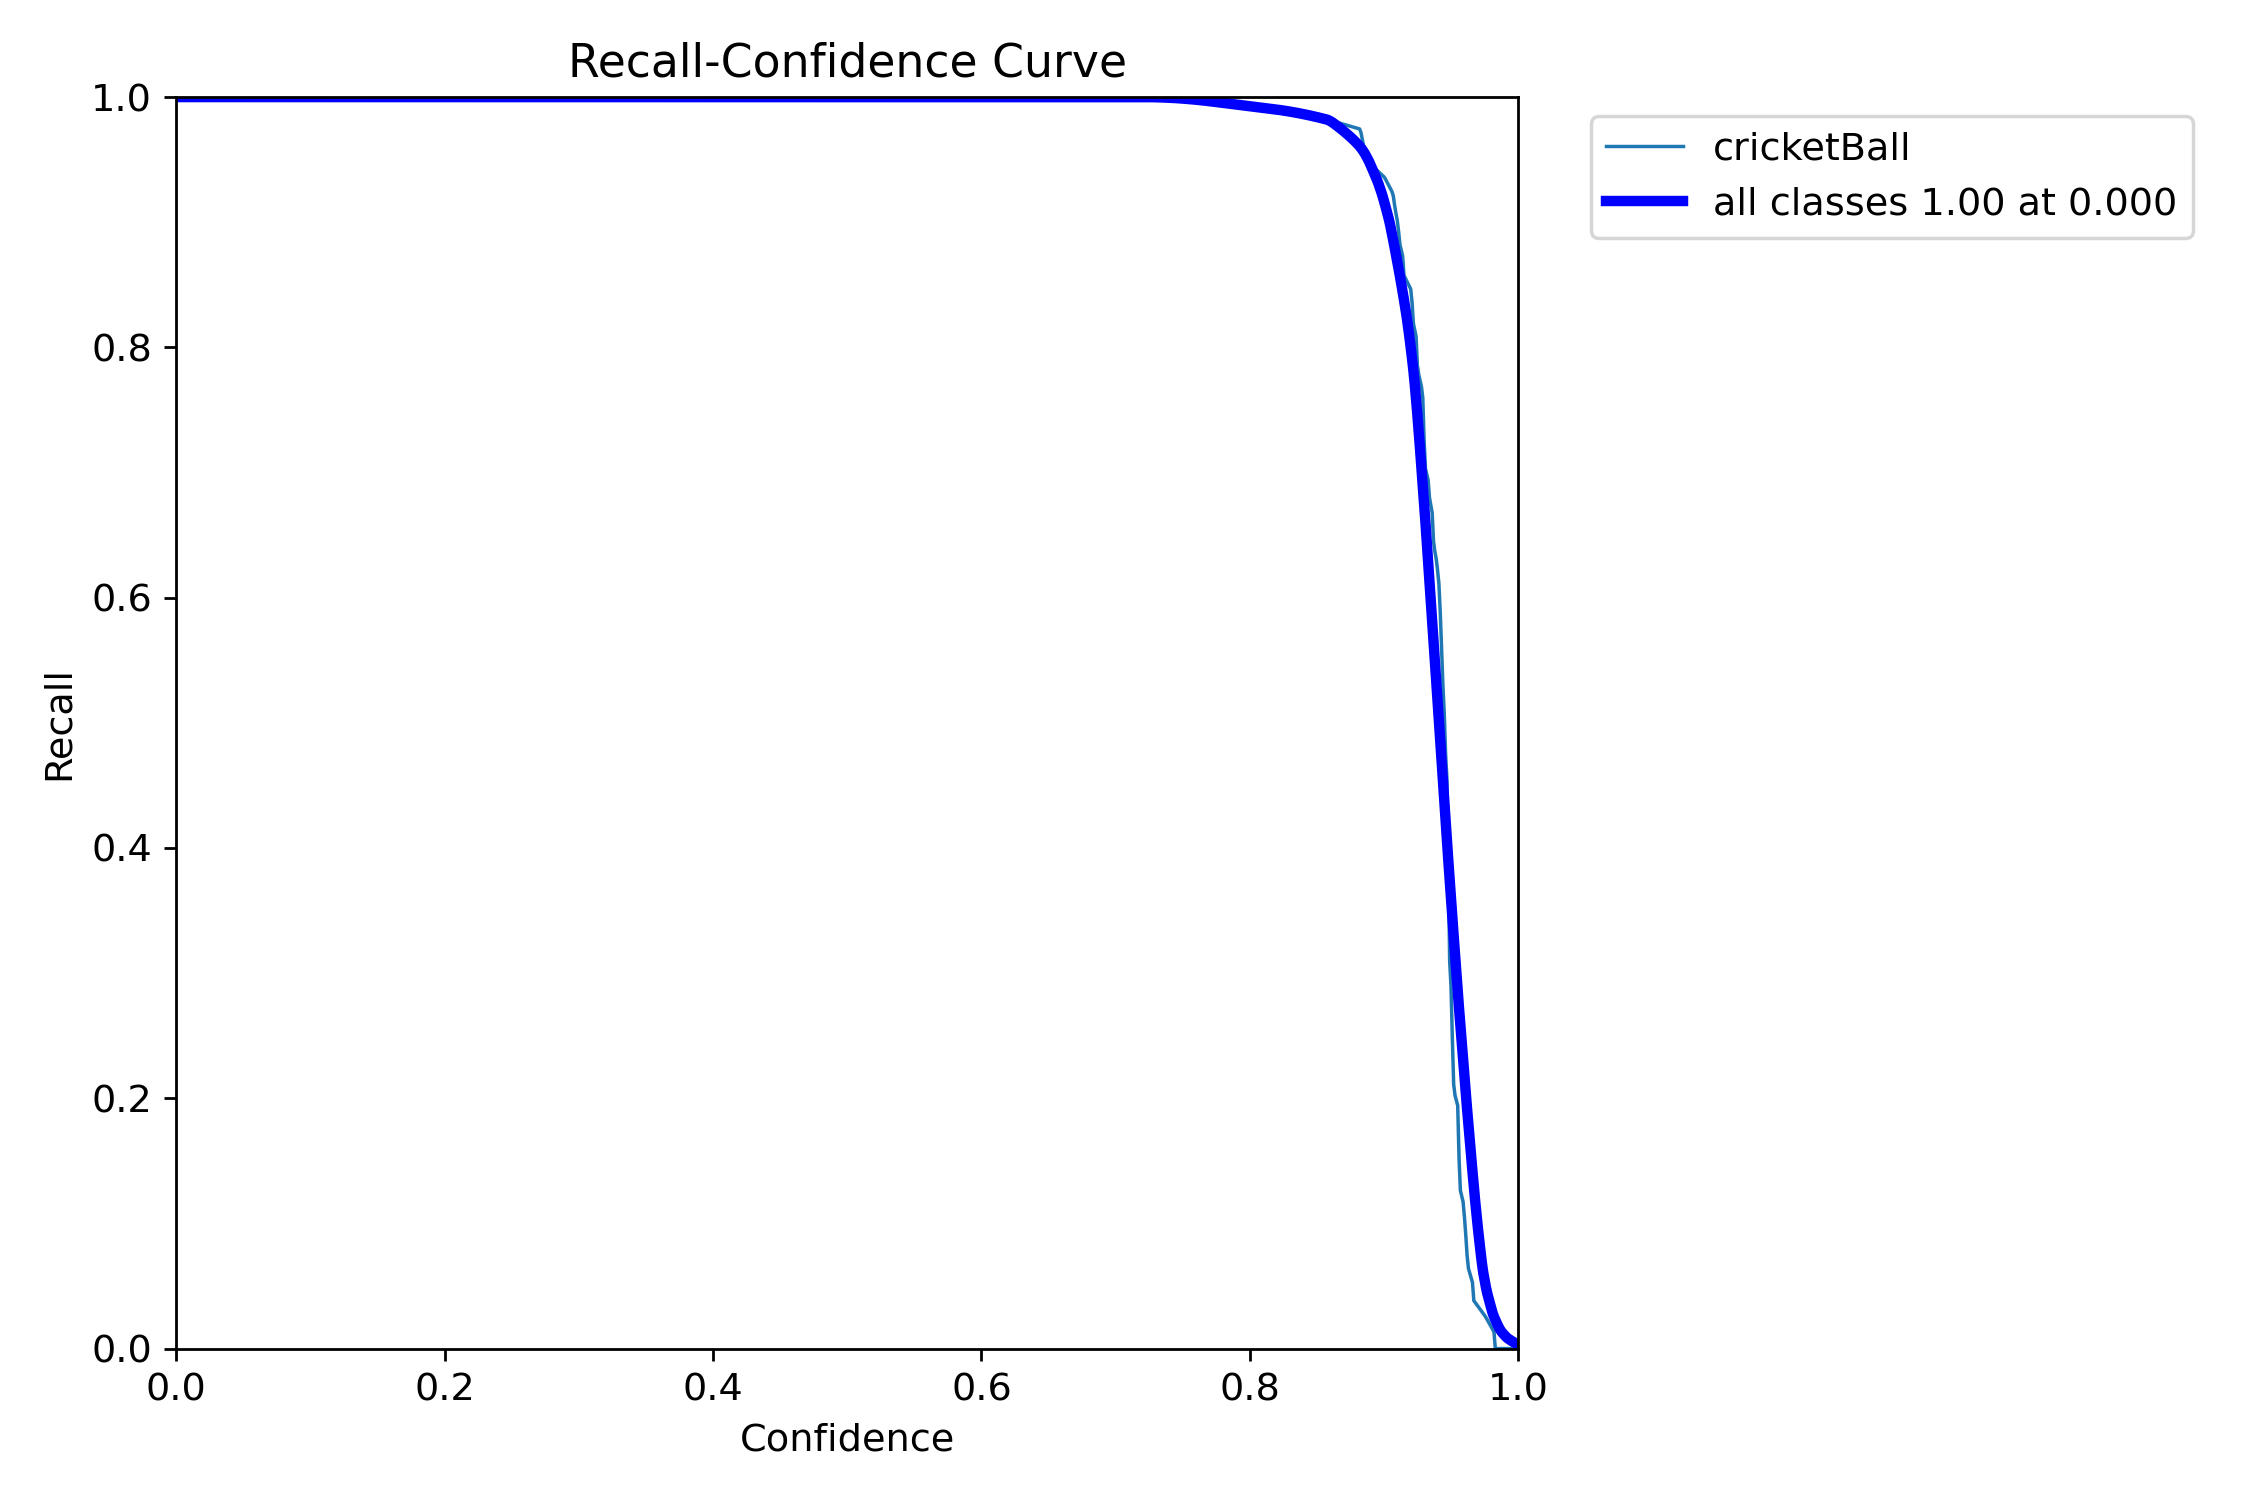 Recall-Confidence Curve
cricketBall
all classes 1.00 at 0.000
1.0
0.8
0.6
0.4
0.2
0.0
Recall
0.0 0.2 0.4 0.6 0.8 1.0
Confidence